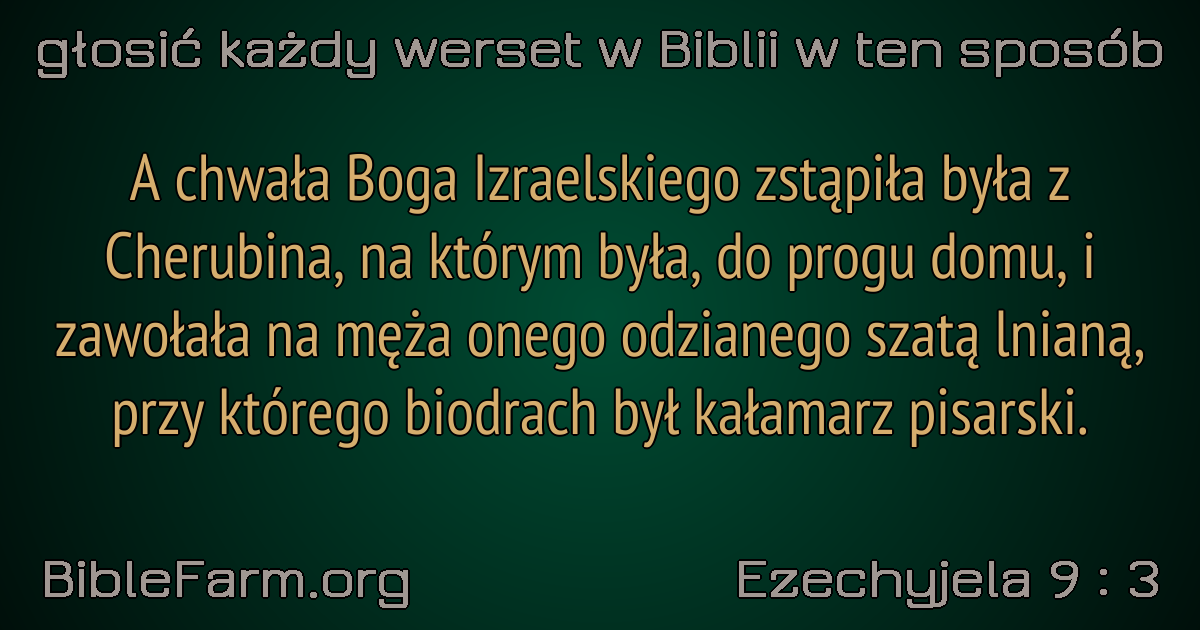 głosić każdy werset w Biblii w ten sposób
A chwała Boga Izraelskiego zstąpiła była z
Cherubina, na którym była, do progu domu, i
zawołała na męża onego odzianego szatą lnianą,
przy którego biodrach był kałamarz pisarski.
BibleFarm.org
Ezechyjela 9 : 3